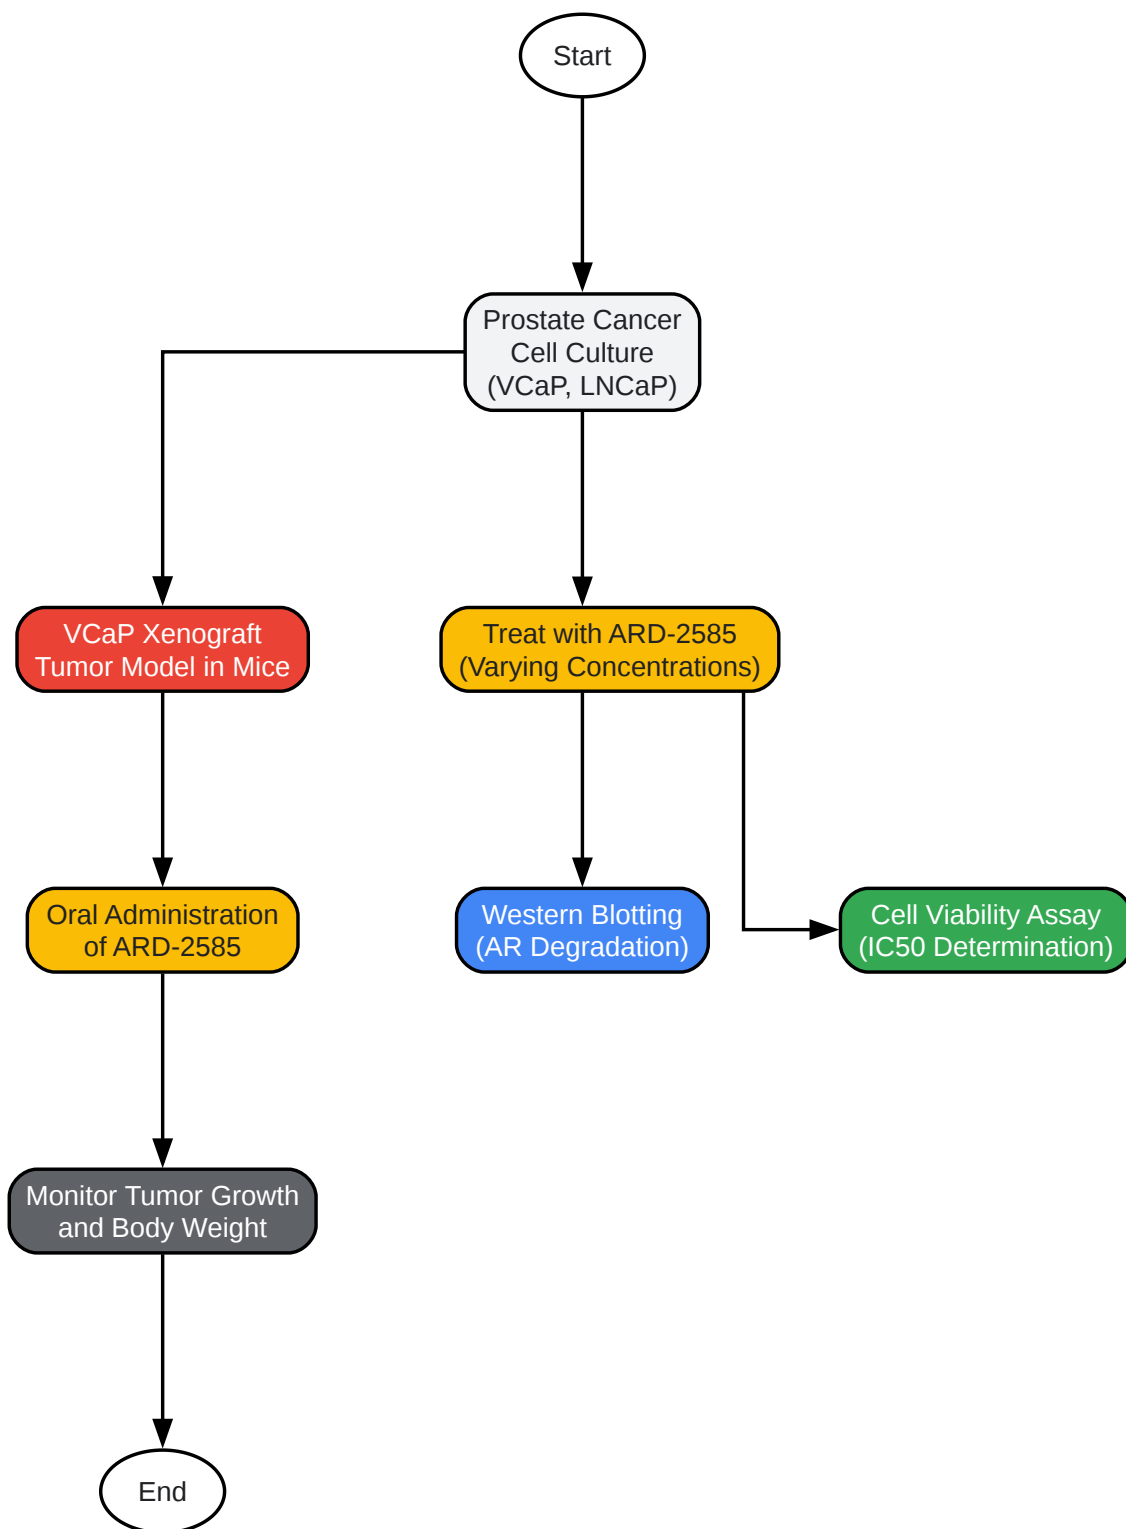 Start
Prostate Cancer
Cell Culture
(VCaP, LNCaP)
VCaP Xenograft
Tumor Model in Mice
Treat with ARD-2585
(Varying Concentrations)
Oral Administration
of ARD-2585
Western Blotting
(AR Degradation)
Cell Viability Assay
(IC50 Determination)
Monitor Tumor Growth
and Body Weight
End